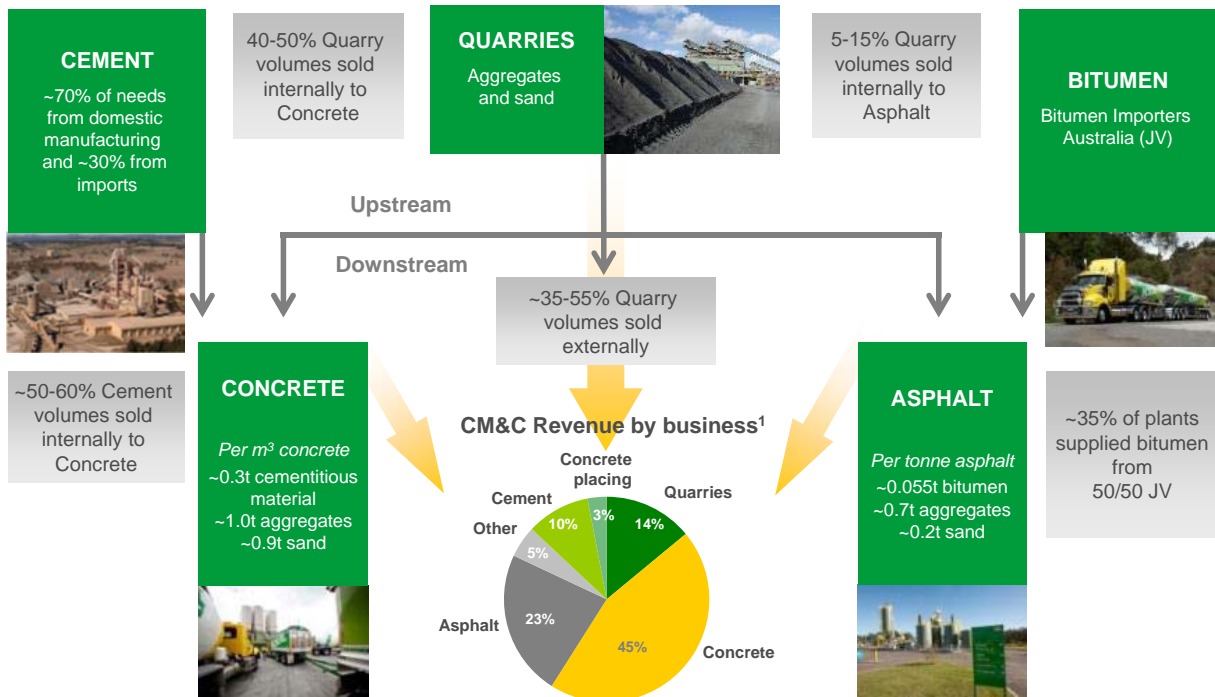 CEMENT
~70% of needs
from domestic
manufacturing
and ~30% from
imports
40-50% Quarry
volumes sold
internally to
Concrete
QUARRIES
Aggregates
and sand
5-15% Quarry
volumes sold
internally to
Asphalt
BITUMEN
Bitumen Importers
Australia (JV)
Upstream
Downstream
~35-55% Quarry
volumes sold
externally
~50-60% Cement
volumes sold
internally to
Concrete
CONCRETE
Per m³ concrete
~0.3t cementitious
material
~1.0t aggregates
~0.9t sand
CM&C Revenue by business¹
Concrete
placing
Quarries
Cement
Other
Asphalt
Concrete
3%
14%
10%
5%
23%
45%
ASPHALT
Per tonne asphalt
~0.055t bitumen
~0.7t aggregates
~0.2t sand
~35% of plants
supplied bitumen
from
50/50 JV